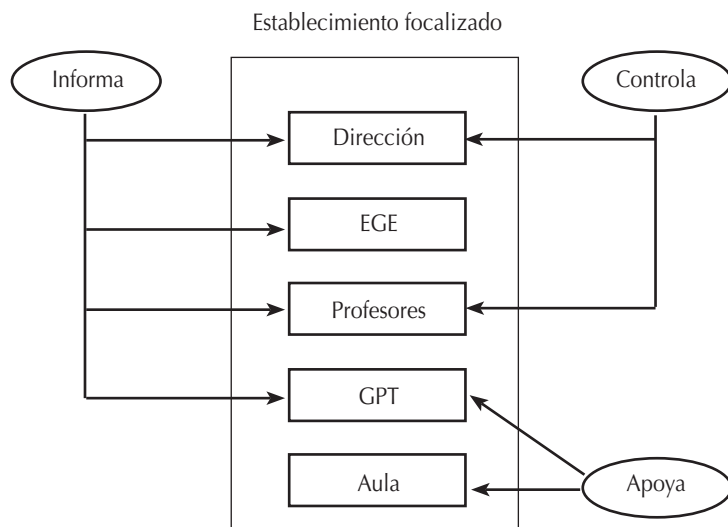 Establecimiento focalizado
Informa
Controla
Dirección
EGE
Profesores
GPT
Aula
Apoya